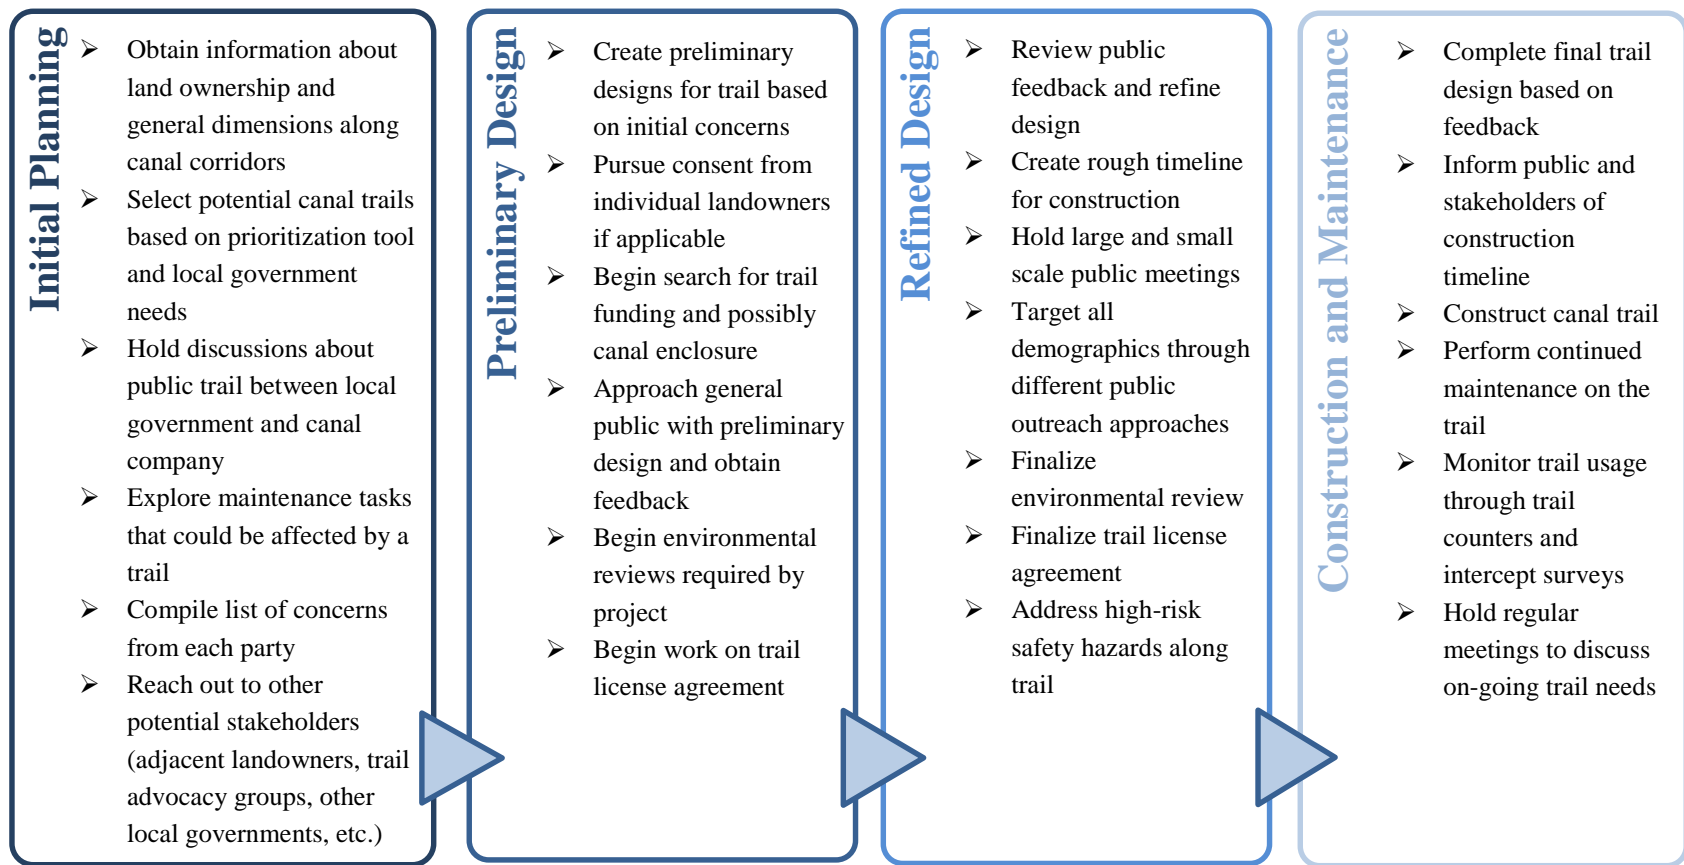 Initial Planning
➢ Obtain information about
land ownership and
general dimensions along
canal corridors
➢ Select potential canal trails
based on prioritization tool
and local government
needs
➢ Hold discussions about
public trail between local
government and canal
company
➢ Explore maintenance tasks
that could be affected by a
trail
➢ Compile list of concerns
from each party
➢ Reach out to other
potential stakeholders
(adjacent landowners, trail
advocacy groups, other
local governments, etc.)
Preliminary Design
➢ Create preliminary
designs for trail based
on initial concerns
➢ Pursue consent from
individual landowners
if applicable
➢ Begin search for trail
funding and possibly
canal enclosure
➢ Approach general
public with preliminary
design and obtain
feedback
➢ Begin environmental
reviews required by
project
➢ Begin work on trail
license agreement
Refined Design
➢ Review public
feedback and refine
design
➢ Create rough timeline
for construction
➢ Hold large and small
scale public meetings
➢ Target all
demographics through
different public
outreach approaches
➢ Finalize
environmental review
➢ Finalize trail license
agreement
➢ Address high-risk
safety hazards along
trail
Construction and Maintenance
➢ Complete final trail
design based on
feedback
➢ Inform public and
stakeholders of
construction
timeline
➢ Construct canal trail
➢ Perform continued
maintenance on the
trail
➢ Monitor trail usage
through trail
counters and
intercept surveys
➢ Hold regular
meetings to discuss
on-going trail needs